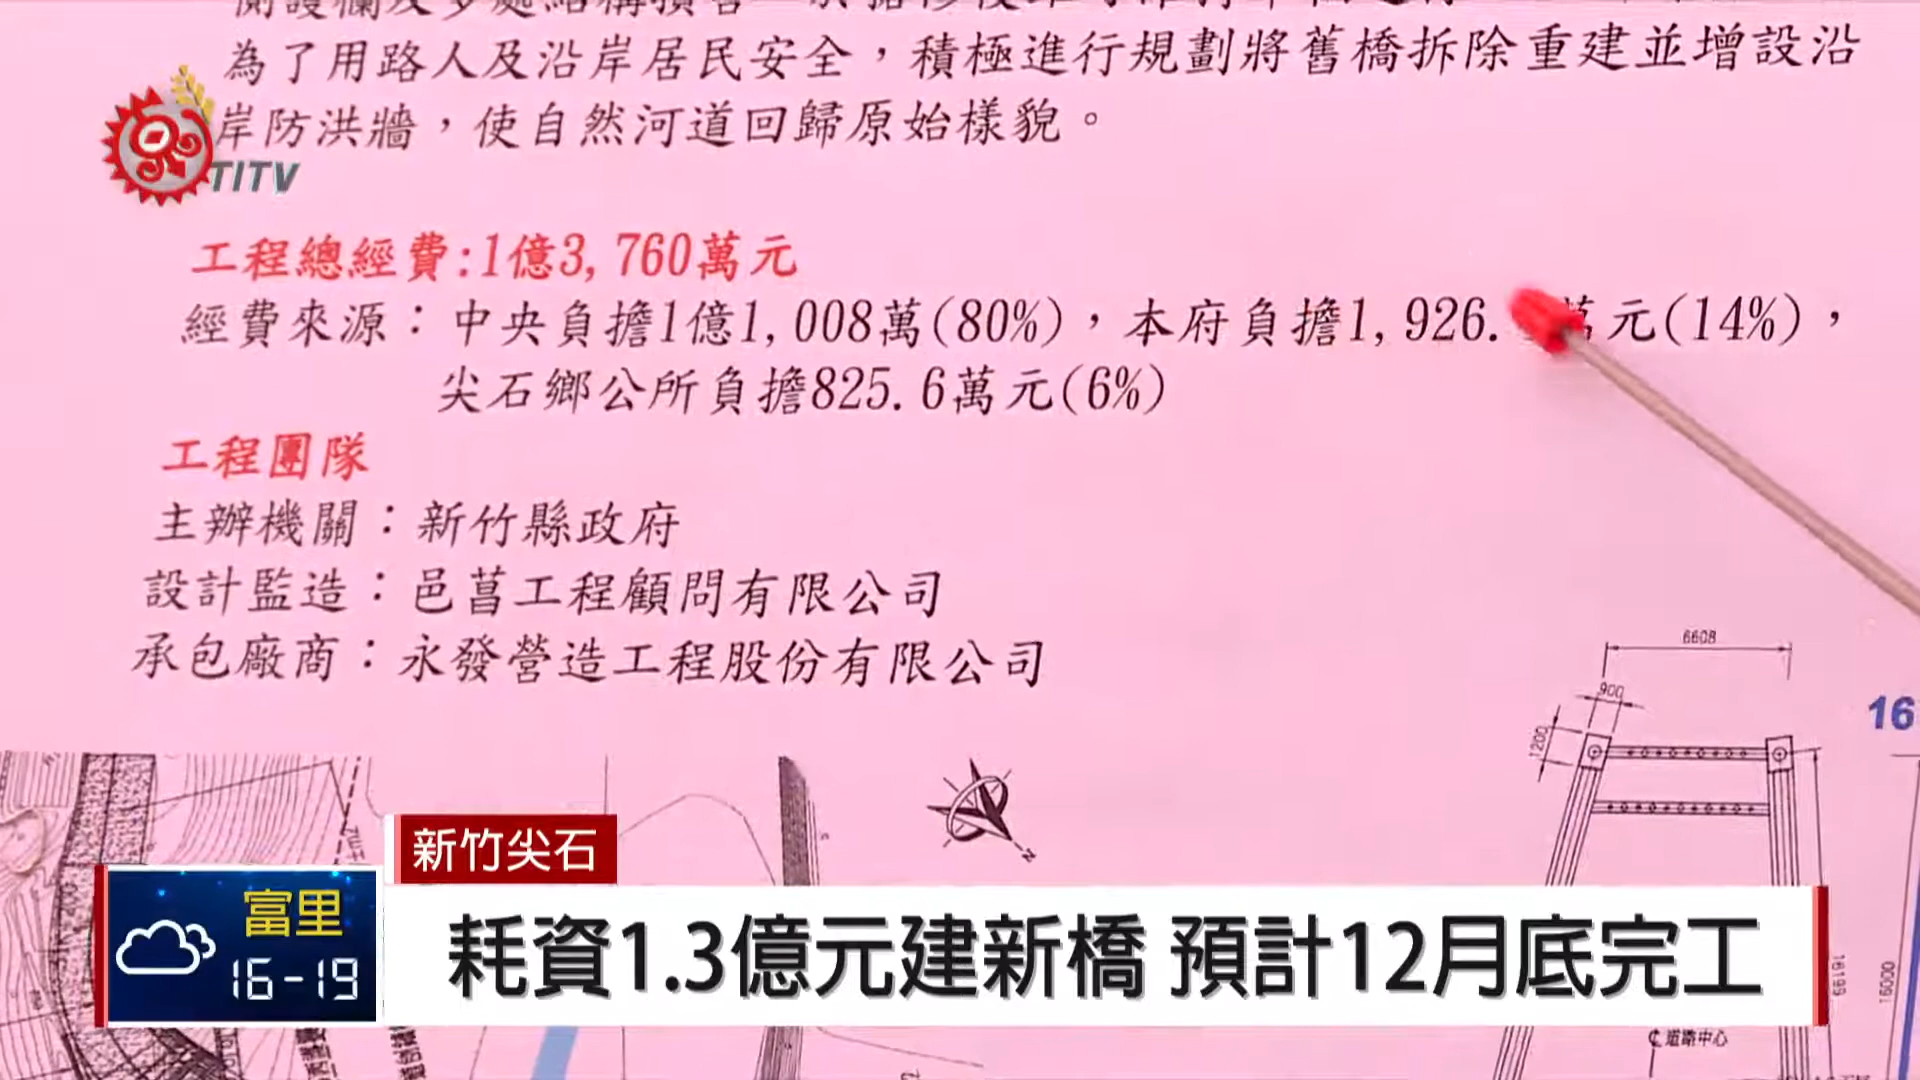 為了用路人及沿岸居民安全，積極進行規劃將舊橋拆除重建並增設沿
岸防洪牆，使自然河道回歸原始樣貌。
TITV
工程總經費:1億3,760萬元
經費來源：中央負擔1億1,008萬(80%)，本府負擔1,926.萬元(14%)，
尖石鄉公所負擔825.6萬元(6%)
工程團隊
主辦機關：新竹縣政府
設計監造：邑菖工程顧問有限公司
承包廠商：永發營造工程股份有限公司
6608
900
1200
16
N
新竹尖石
富里
16-19
耗資1.3億元建新橋 預計12月底完工
16199
16000
道路中心